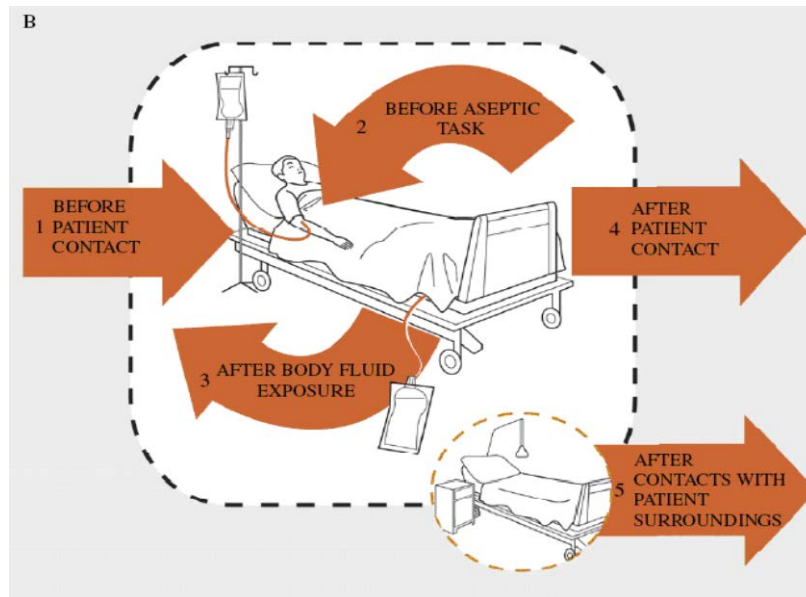 B
1 BEFORE
PATIENT
CONTACT
2 BEFORE ASEPTIC
TASK
3 AFTER BODY FLUID
EXPOSURE
4 AFTER
PATIENT
CONTACT
5 AFTER
CONTACTS WITH
PATIENT
SURROUNDINGS